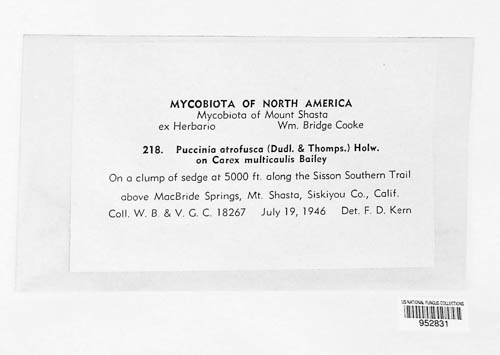 MYCOBIOTA OF NORTH AMERICA
Mycobiota of Mount Shasta
ex Herbario Wm. Bridge Cooke
218. Puccinia atrofusca (Dudl. & Thomps.) Holw.
on Carex multicaulis Bailey
On a clump of sedge at 5000 ft. along the Sisson Southern Trail
above MacBride Springs, Mt. Shasta, Siskiyou Co., Calif.
Coll. W. B. & V. G. C. 18267 July 19, 1946 Det. F. D. Kern
US NATIONAL FUNGUS COLLECTIONS
952831